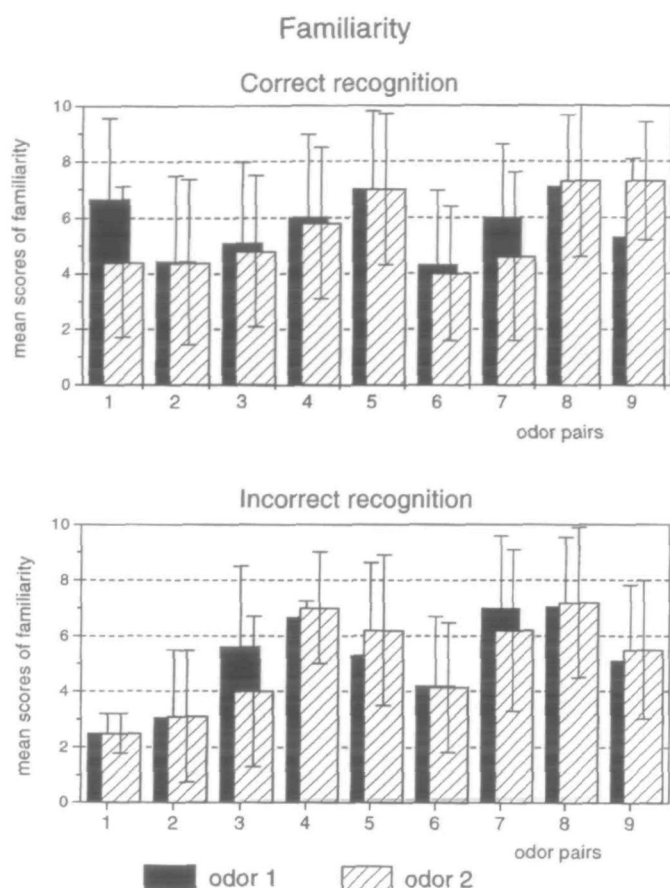 Familiarity
Correct recognition
mean scores of familiarity
10
8
6
4
2
0
1 2 3 4 5 6 7 8 9
odor pairs
Incorrect recognition
mean scores of familiarity
10
8
6
4
2
0
1 2 3 4 5 6 7 8 9
odor pairs
odor 1 odor 2